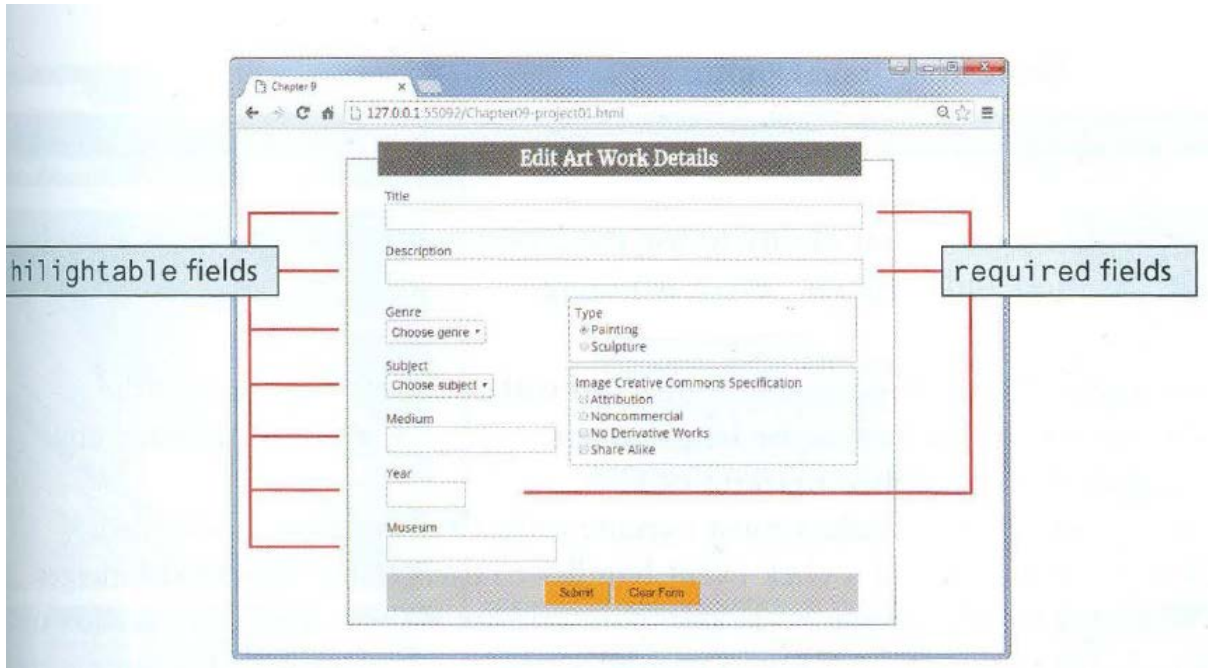 Chapter 9
127.0.0.1:55092/Chapter09-project01.html
Edit Art Work Details
Title
Description
hilightable fields
required fields
Genre
Choose genre
Type
Painting
Sculpture
Subject
Choose subject
Image Creative Commons Specification
Attribution
Noncommercial
No Derivative Works
Share Alike
Medium
Year
Museum
Submit
Clear Form